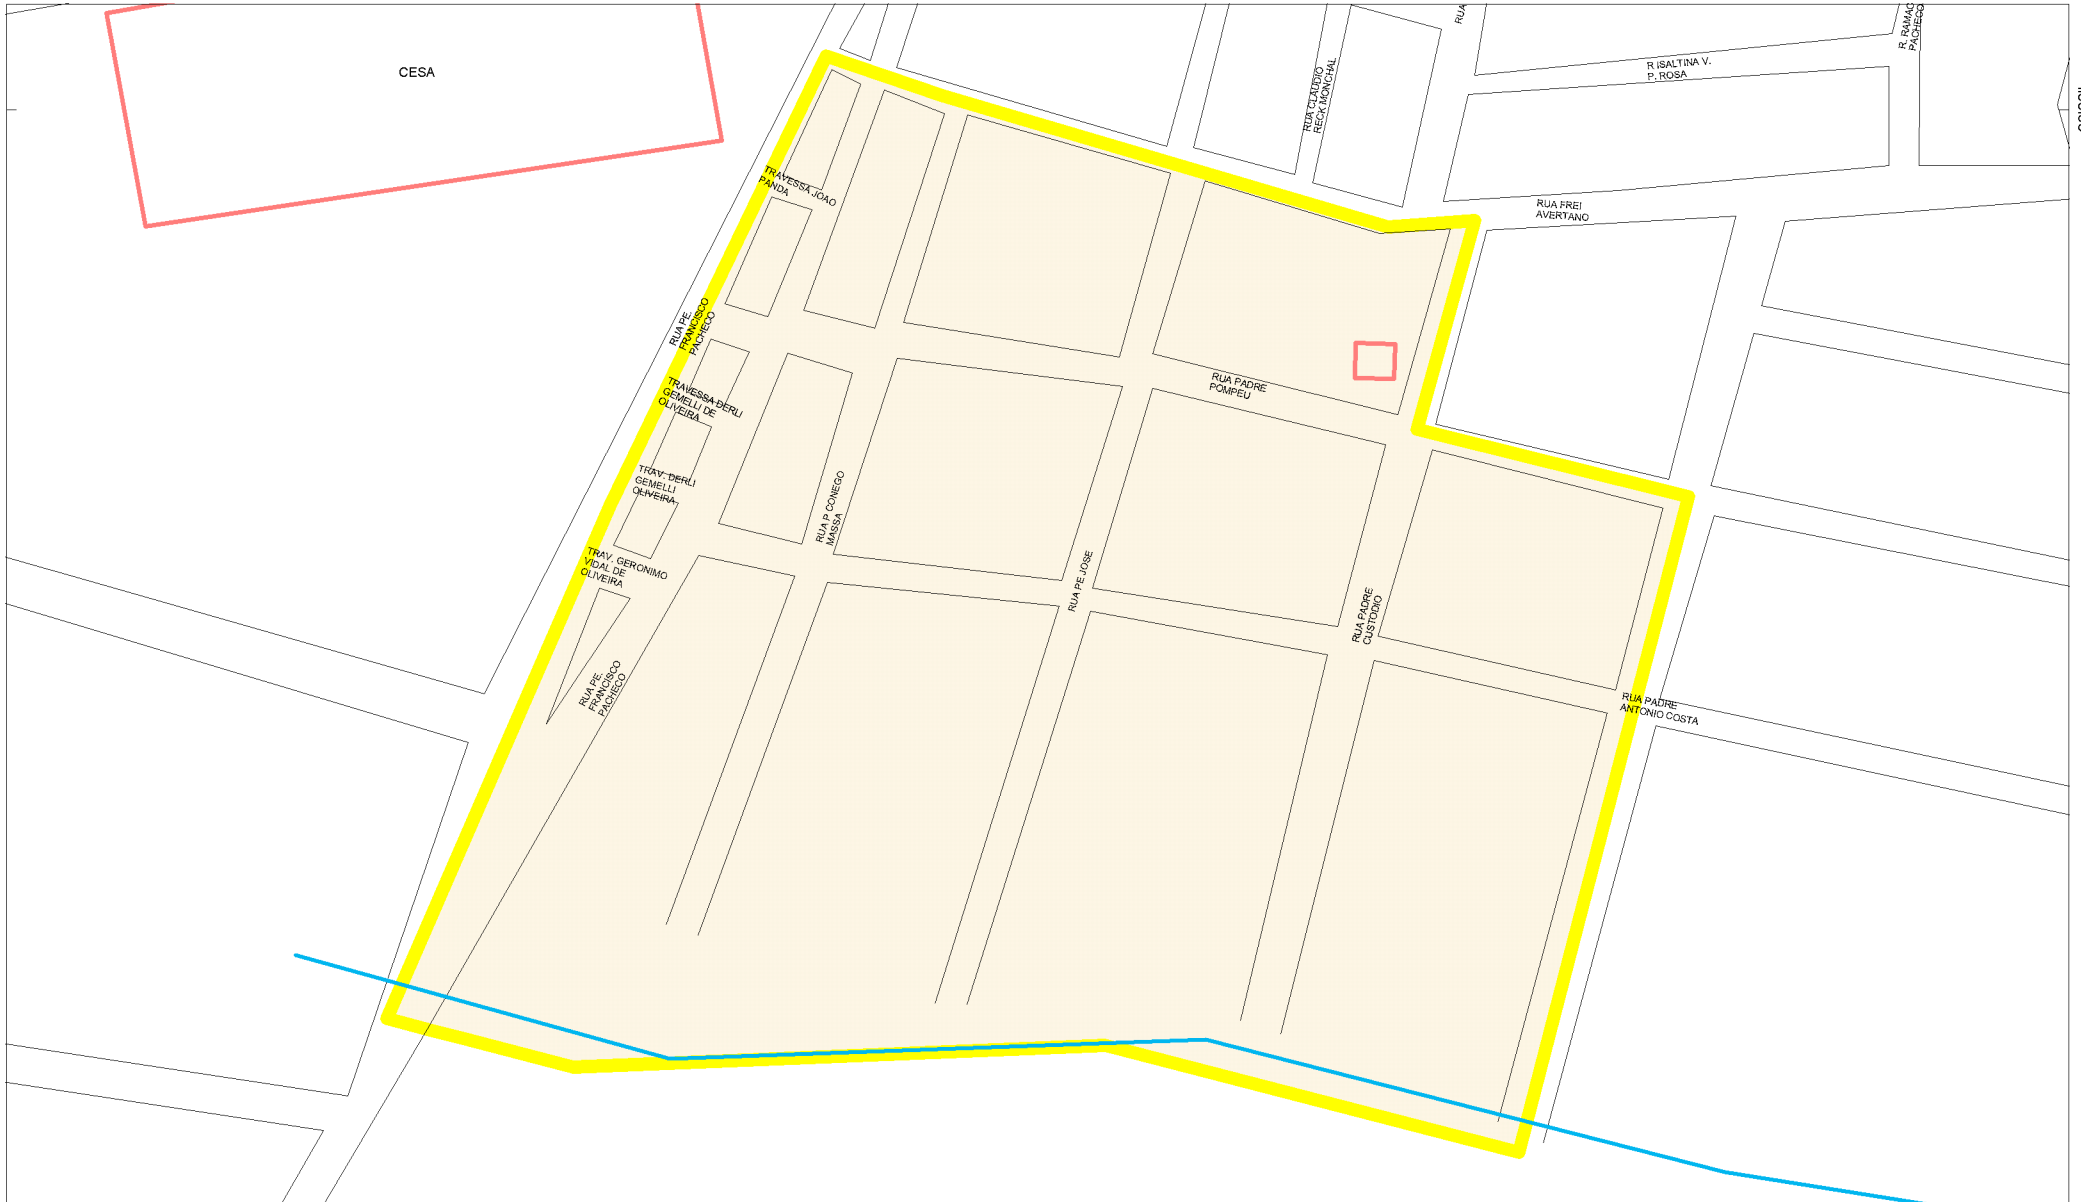 CESA
RUA
R. RAMAC
PACHECO
R ISALTINA V.
P. ROSA
RUA CLAUDIO
RECK MONCHAL
TRAVESSA JOAO
PANDA
RUA FREI
AVERTANO
RUA PE.
FRANCISCO
PACHECO
TRAVESSA DERLI
GEMELLI DE
OLIVEIRA
RUA PADRE
POMPEU
TRAV. DERLI
GEMELLI
OLIVEIRA
RUA P CONEGO
MASSA
TRAV. GERONIMO
VIDAL DE
OLIVEIRA
RUA PE JOSE
RUA PADRE
CUSTODIO
RUA PE.
FRANCISCO
PACHECO
RUA PADRE
ANTONIO COSTA